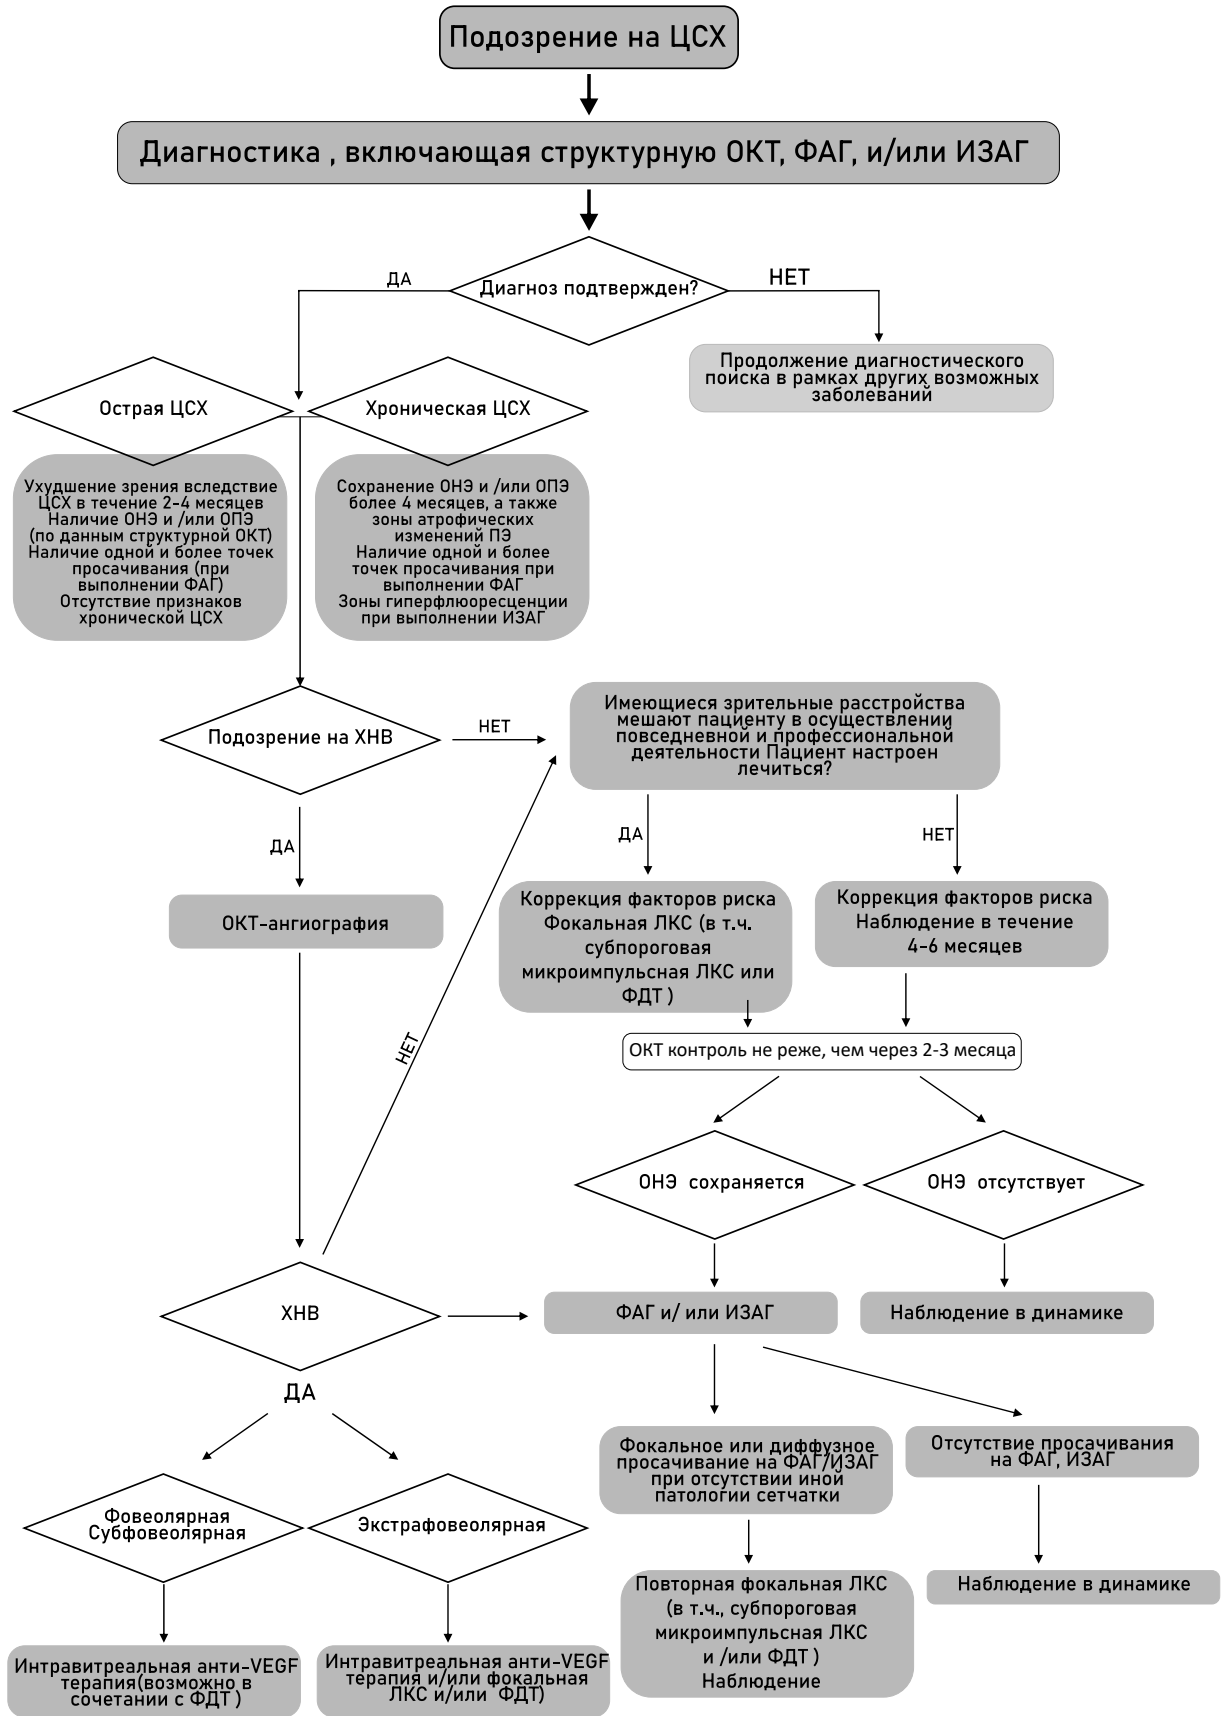 Подозрение на ЦСХ
Диагностика , включающая структурную ОКТ, ФАГ, и/или ИЗАГ
Диагноз подтвержден?
ДА
НЕТ
Продолжение диагностического
поиска в рамках других возможных
заболеваний
Острая ЦСХ
Хроническая ЦСХ
Ухудшение зрения вследствие
ЦСХ в течение 2-4 месяцев
Наличие ОНЭ и /или ОПЭ
(по данным структурной ОКТ)
Наличие одной и более точек
просачивания (при
выполнении ФАГ)
Отсутствие признаков
хронической ЦСХ
Сохранение ОНЭ и /или ОПЭ
более 4 месяцев, а также
зоны атрофических
изменений ПЭ
Наличие одной и более
точек просачивания при
выполнении ФАГ
Зоны гиперфлюоресценции
при выполнении ИЗАГ
Подозрение на ХНВ
НЕТ
Имеющиеся зрительные расстройства
мешают пациенту в осуществлении
повседневной и профессиональной
деятельности Пациент настроен
лечиться?
ДА
ДА
НЕТ
ОКТ-ангиография
Коррекция факторов риска
Фокальная ЛКС (в т.ч.
субпороговая
микроимпульсная ЛКС или
ФДТ )
Коррекция факторов риска
Наблюдение в течение
4-6 месяцев
НЕТ
ОКТ контроль не реже, чем через 2-3 месяца
ОНЭ сохраняется
ОНЭ отсутствует
ХНВ
ФАГ и/ или ИЗАГ
Наблюдение в динамике
ДА
Фокальное или диффузное
просачивание на ФАГ/ИЗАГ
при отсутствии иной
патологии сетчатки
Отсутствие просачивания
на ФАГ, ИЗАГ
Фовеолярная
Субфовеолярная
Экстрафовеолярная
Повторная фокальная ЛКС
(в т.ч., субпороговая
микроимпульсная ЛКС
и /или ФДТ )
Наблюдение
Наблюдение в динамике
Интравитреальная анти-VEGF
терапия(возможно в
сочетании с ФДТ )
Интравитреальная анти-VEGF
терапия и/или фокальная
ЛКС и/или ФДТ)